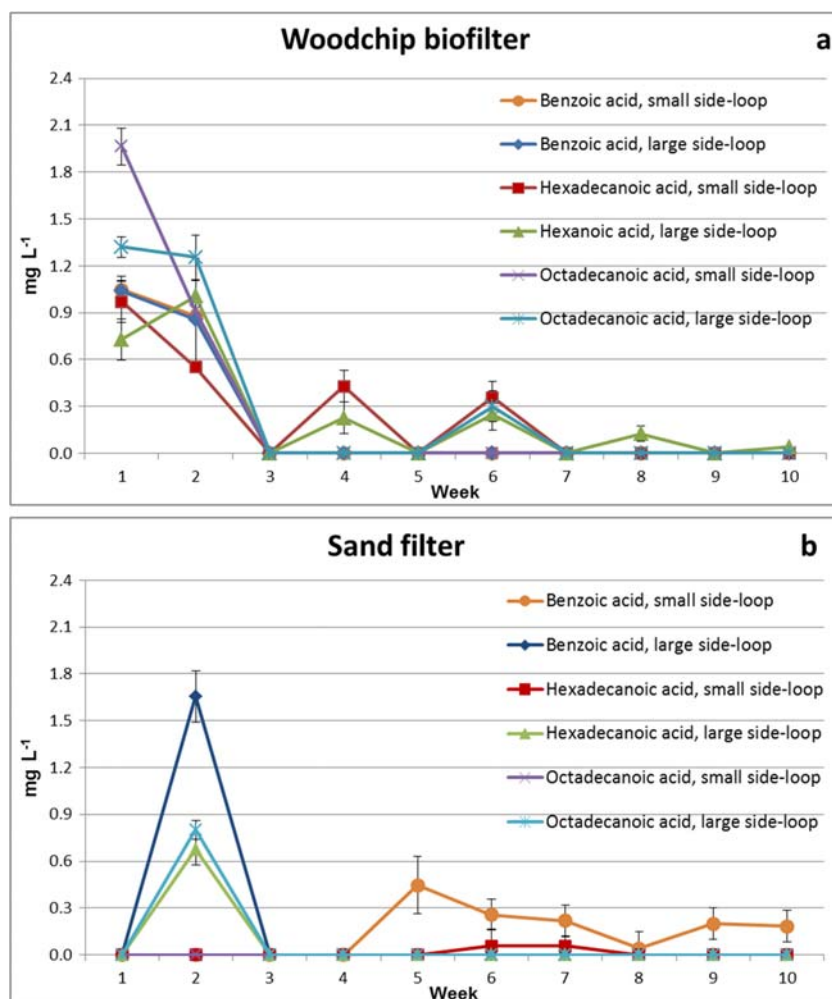 Woodchip biofilter
a
2.4
2.1
1.8
1.5
1.2
0.9
0.6
0.3
0.0
mg L⁻¹
Benzoic acid, small side-loop
Benzoic acid, large side-loop
Hexadecanoic acid, small side-loop
Hexanoic acid, large side-loop
Octadecanoic acid, small side-loop
Octadecanoic acid, large side-loop
1 2 3 4 5 6 7 8 9 10
Week
Sand filter
b
2.4
2.1
1.8
1.5
1.2
0.9
0.6
0.3
0.0
mg L⁻¹
Benzoic acid, small side-loop
Benzoic acid, large side-loop
Hexadecanoic acid, small side-loop
Hexadecanoic acid, large side-loop
Octadecanoic acid, small side-loop
Octadecanoic acid, large side-loop
1 2 3 4 5 6 7 8 9 10
Week